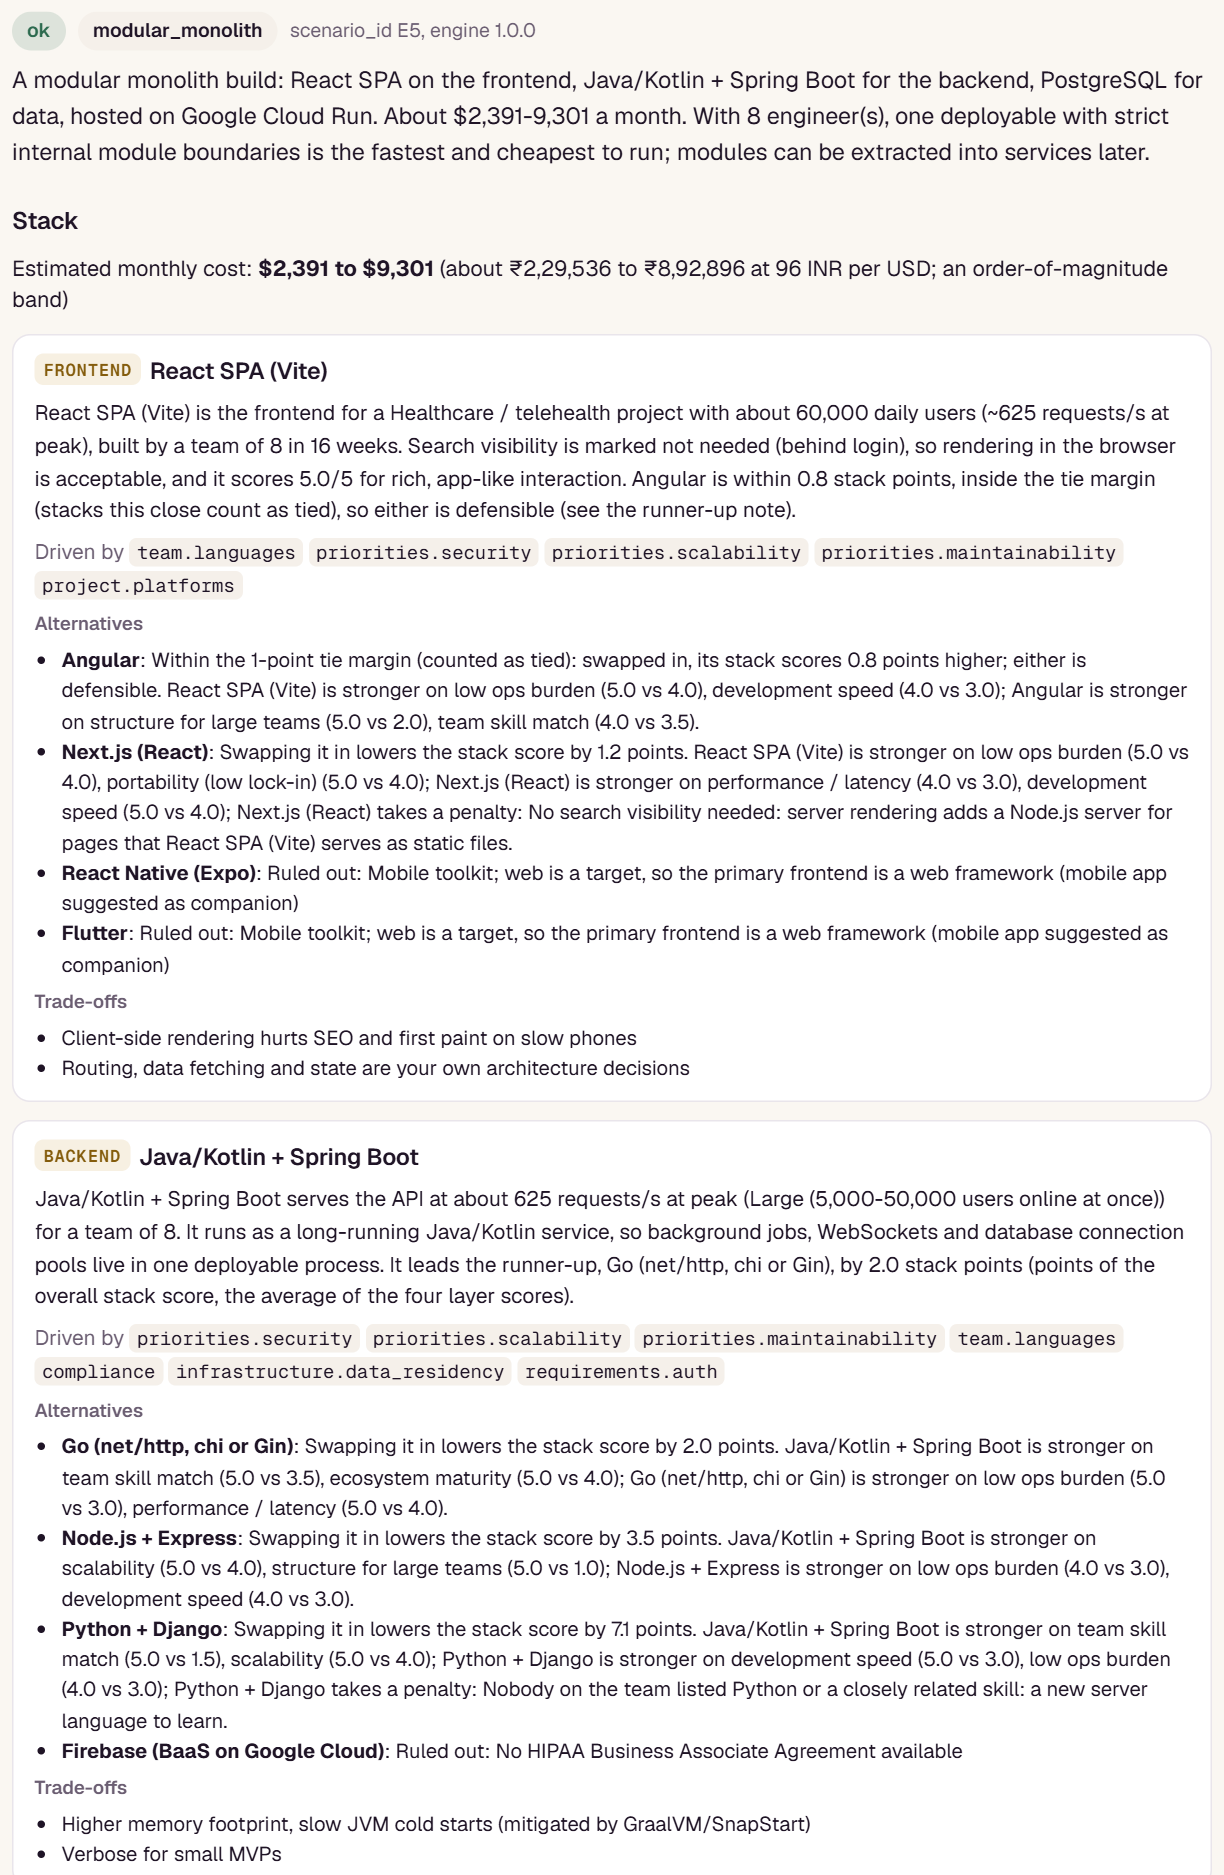 ok modular_monolith scenario_id E5, engine 1.0.0
A modular monolith build: React SPA on the frontend, Java/Kotlin + Spring Boot for the backend, PostgreSQL for
data, hosted on Google Cloud Run. About $2,391-9,301 a month. With 8 engineer(s), one deployable with strict
internal module boundaries is the fastest and cheapest to run; modules can be extracted into services later.
Stack
Estimated monthly cost: $2,391 to $9,301 (about ₹2,29,536 to ₹8,92,896 at 96 INR per USD; an order-of-magnitude
band)
FRONTEND React SPA (Vite)
React SPA (Vite) is the frontend for a Healthcare / telehealth project with about 60,000 daily users (~625 requests/s at
peak), built by a team of 8 in 16 weeks. Search visibility is marked not needed (behind login), so rendering in the browser
is acceptable, and it scores 5.0/5 for rich, app-like interaction. Angular is within 0.8 stack points, inside the tie margin
(stacks this close count as tied), so either is defensible (see the runner-up note).
Driven by team.languages priorities.security priorities.scalability priorities.maintainability
project.platforms
Alternatives
• Angular: Within the 1-point tie margin (counted as tied): swapped in, its stack scores 0.8 points higher; either is
defensible. React SPA (Vite) is stronger on low ops burden (5.0 vs 4.0), development speed (4.0 vs 3.0); Angular is stronger
on structure for large teams (5.0 vs 2.0), team skill match (4.0 vs 3.5).
• Next.js (React): Swapping it in lowers the stack score by 1.2 points. React SPA (Vite) is stronger on low ops burden (5.0 vs
4.0), portability (low lock-in) (5.0 vs 4.0); Next.js (React) is stronger on performance / latency (4.0 vs 3.0), development
speed (5.0 vs 4.0); Next.js (React) takes a penalty: No search visibility needed: server rendering adds a Node.js server for
pages that React SPA (Vite) serves as static files.
• React Native (Expo): Ruled out: Mobile toolkit; web is a target, so the primary frontend is a web framework (mobile app
suggested as companion)
• Flutter: Ruled out: Mobile toolkit; web is a target, so the primary frontend is a web framework (mobile app suggested as
companion)
Trade-offs
• Client-side rendering hurts SEO and first paint on slow phones
• Routing, data fetching and state are your own architecture decisions
BACKEND Java/Kotlin + Spring Boot
Java/Kotlin + Spring Boot serves the API at about 625 requests/s at peak (Large (5,000-50,000 users online at once))
for a team of 8. It runs as a long-running Java/Kotlin service, so background jobs, WebSockets and database connection
pools live in one deployable process. It leads the runner-up, Go (net/http, chi or Gin), by 2.0 stack points (points of the
overall stack score, the average of the four layer scores).
Driven by priorities.security priorities.scalability priorities.maintainability team.languages
compliance infrastructure.data_residency requirements.auth
Alternatives
• Go (net/http, chi or Gin): Swapping it in lowers the stack score by 2.0 points. Java/Kotlin + Spring Boot is stronger on
team skill match (5.0 vs 3.5), ecosystem maturity (5.0 vs 4.0); Go (net/http, chi or Gin) is stronger on low ops burden (5.0
vs 3.0), performance / latency (5.0 vs 4.0).
• Node.js + Express: Swapping it in lowers the stack score by 3.5 points. Java/Kotlin + Spring Boot is stronger on
scalability (5.0 vs 4.0), structure for large teams (5.0 vs 1.0); Node.js + Express is stronger on low ops burden (4.0 vs 3.0),
development speed (4.0 vs 3.0).
• Python + Django: Swapping it in lowers the stack score by 7.1 points. Java/Kotlin + Spring Boot is stronger on team skill
match (5.0 vs 1.5), scalability (5.0 vs 4.0); Python + Django is stronger on development speed (5.0 vs 3.0), low ops burden
(4.0 vs 3.0); Python + Django takes a penalty: Nobody on the team listed Python or a closely related skill: a new server
language to learn.
• Firebase (BaaS on Google Cloud): Ruled out: No HIPAA Business Associate Agreement available
Trade-offs
• Higher memory footprint, slow JVM cold starts (mitigated by GraalVM/SnapStart)
• Verbose for small MVPs